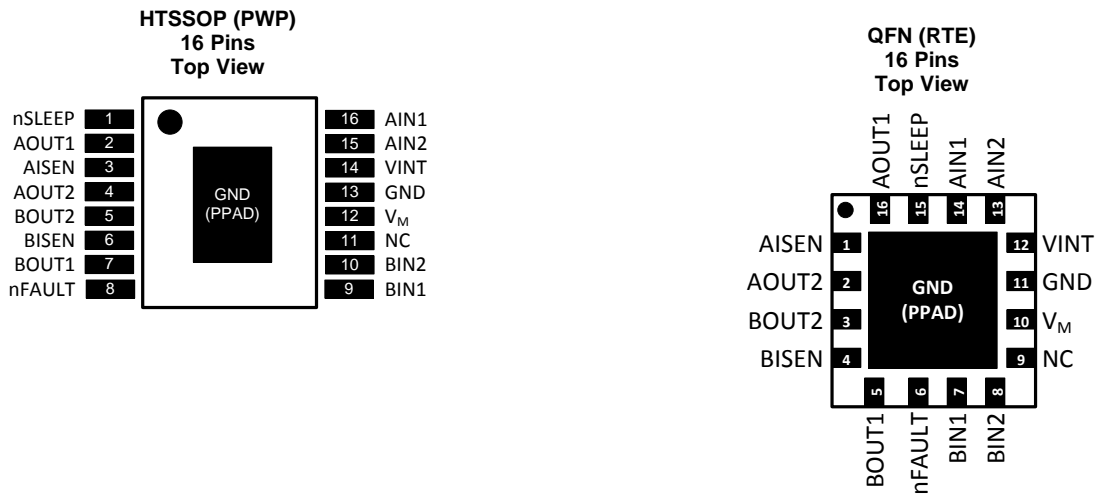 HTSSOP (PWP)
16 Pins
Top View
nSLEEP 1
AOUT1 2
AISEN 3
AOUT2 4
BOUT2 5
BISEN 6
BOUT1 7
nFAULT 8
GND
(PPAD)
16 AIN1
15 AIN2
14 VINT
13 GND
12 VM
11 NC
10 BIN2
9 BIN1
QFN (RTE)
16 Pins
Top View
AOUT1
nSLEEP
AIN1
AIN2
16
15
14
13
AISEN 1
AOUT2 2
BOUT2 3
BISEN 4
GND
(PPAD)
12 VINT
11 GND
10 VM
9 NC
5
6
7
8
BOUT1
nFAULT
BIN1
BIN2